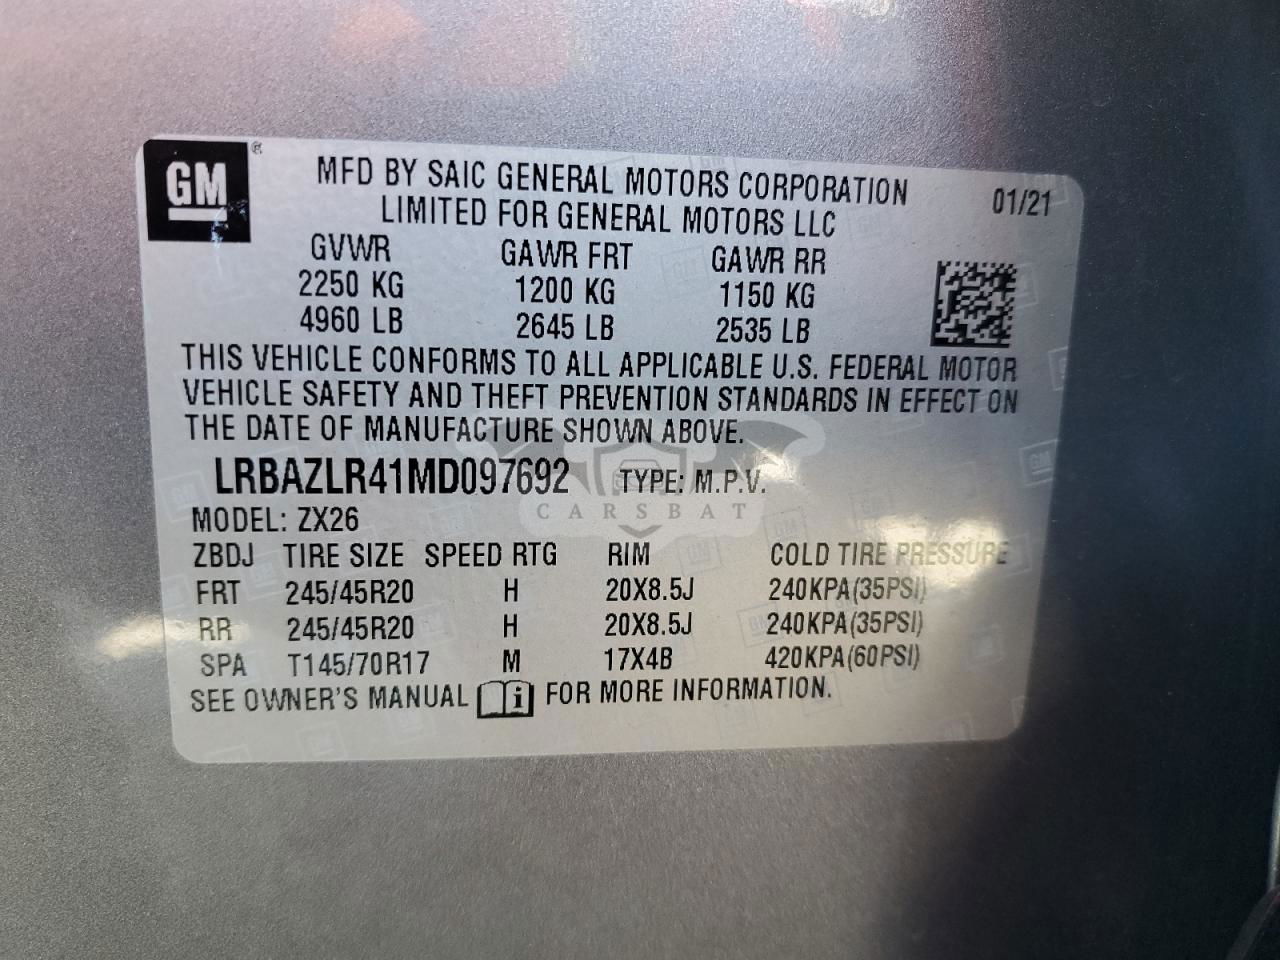 GM ®
MFD BY SAIC GENERAL MOTORS CORPORATION 01/21
LIMITED FOR GENERAL MOTORS LLC
GVWR GAWR FRT GAWR RR
2250 KG 1200 KG 1150 KG
4960 LB 2645 LB 2535 LB
THIS VEHICLE CONFORMS TO ALL APPLICABLE U.S. FEDERAL MOTOR
VEHICLE SAFETY AND THEFT PREVENTION STANDARDS IN EFFECT ON
THE DATE OF MANUFACTURE SHOWN ABOVE.
LRBAZLR41MD097692 TYPE: M.P.V.
CARSBAT
MODEL: ZX26
ZBDJ TIRE SIZE SPEED RTG RIM COLD TIRE PRESSURE
FRT 245/45R20 H 20X8.5J 240KPA(35PSI)
RR 245/45R20 H 20X8.5J 240KPA(35PSI)
SPA T145/70R17 M 17X4B 420KPA(60PSI)
SEE OWNER'S MANUAL i FOR MORE INFORMATION.